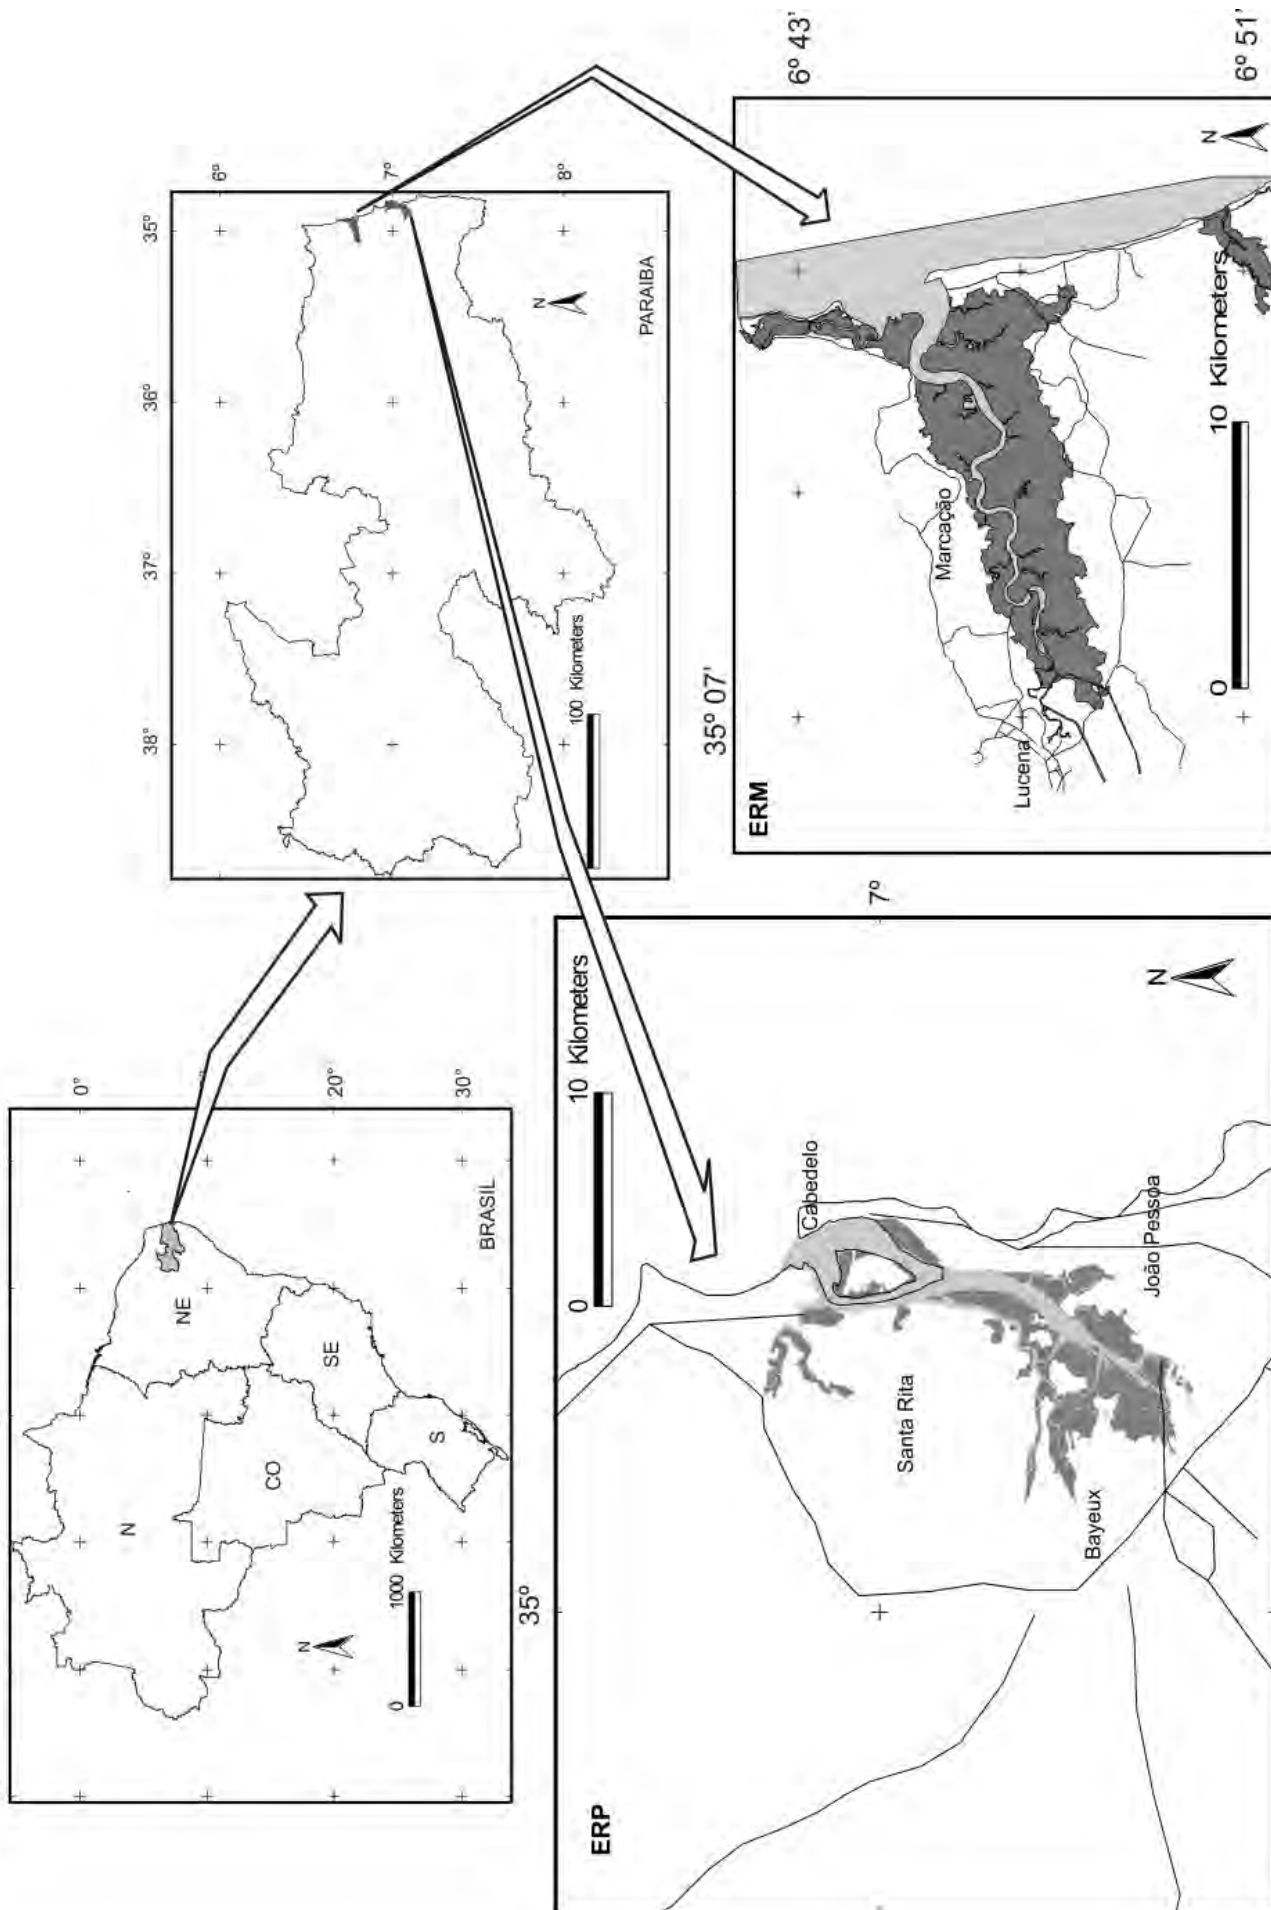 0°
20°
30°
N
NE
CO
SE
S
N
0 1000 Kilometers
BRASIL
38°
37°
36°
35°
6°
7°
8°
N
100 Kilometers
PARAIBA
35°
7°
ERP
0 10 Kilometers
Cabedelo
Santa Rita
João Pessoa
Bayeux
N
35° 07'
6° 43'
6° 51'
ERM
Marcação
Lucena
0 10 Kilometers
N